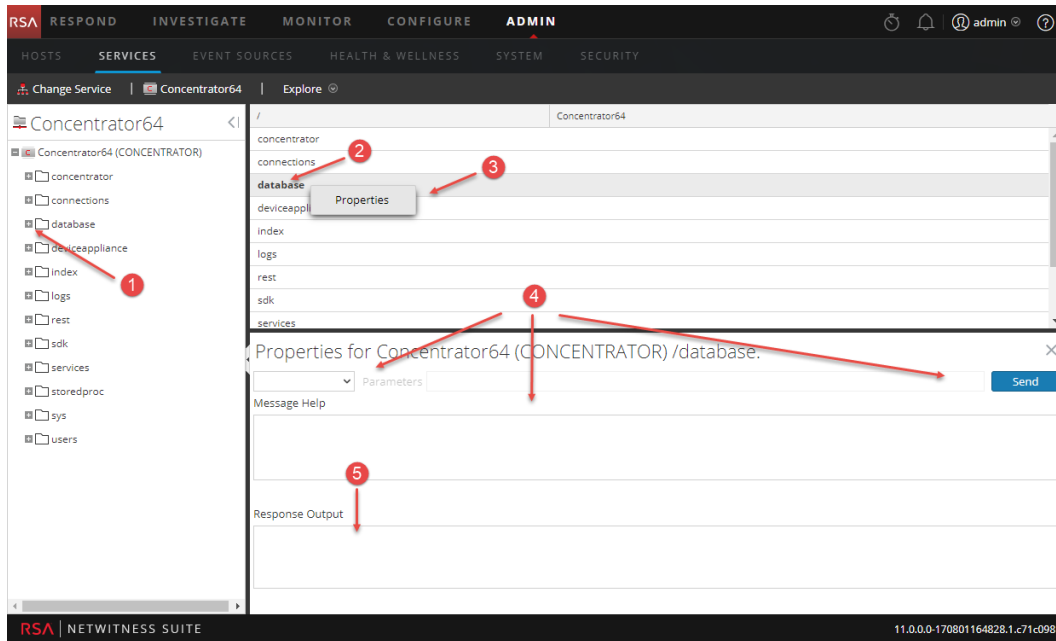 RSA RESPOND INVESTIGATE MONITOR CONFIGURE ADMIN admin ?
HOSTS SERVICES EVENT SOURCES HEALTH & WELLNESS SYSTEM SECURITY
Change Service | C Concentrator64 | Explore
Concentrator64
/ Concentrator64
C Concentrator64 (CONCENTRATOR)
concentrator
connections
database
deviceappliance
index
logs
rest
sdk
services
storedproc
sys
users
concentrator
connections
database
deviceappli
index
logs
rest
sdk
services
Properties
1
2
3
4
5
Properties for Concentrator64 (CONCENTRATOR) /database.
Parameters Send
Message Help
Response Output
RSA | NETWITNESS SUITE 11.0.0.0-170801164828.1.c71c098